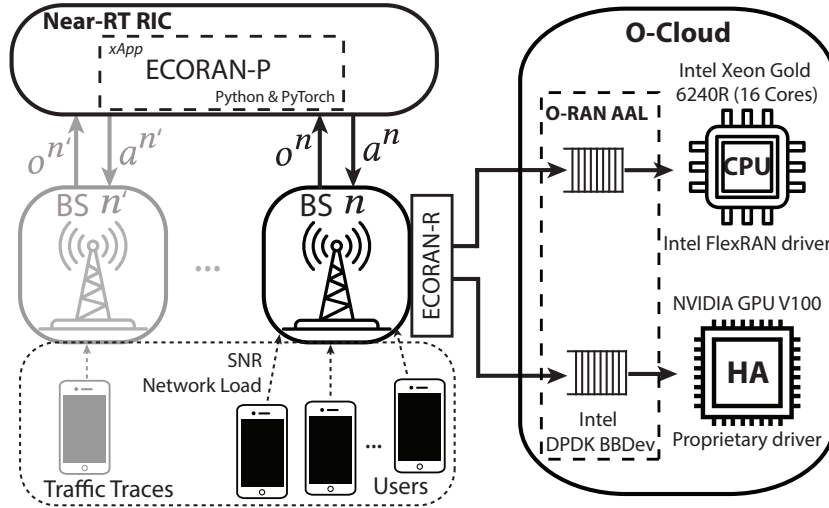 Near-RT RIC
xApp
ECORAN-P
Python & PyTorch
o^{n'}
a^{n'}
o^n
a^n
BS n'
...
BS n
ECORAN-R
SNR
Network Load
...
Traffic Traces
Users
O-Cloud
Intel Xeon Gold
6240R (16 Cores)
O-RAN AAL
CPU
Intel FlexRAN driver
NVIDIA GPU V100
HA
Intel
DPDK BBDev
Proprietary driver